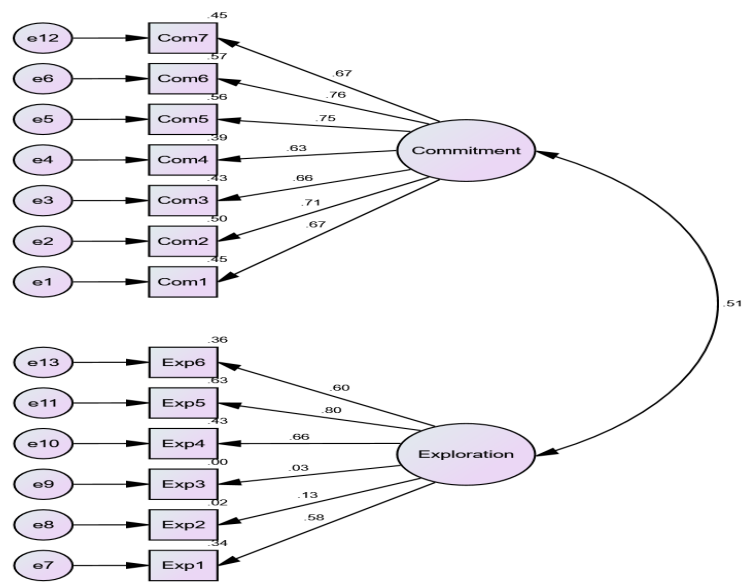 .45
e12 Com7
.67
.57
e6 Com6
.76
.56
e5 Com5
.75
.39
e4 Com4
.63
Commitment
.43
e3 Com3
.66
.50
e2 Com2
.71
.45
e1 Com1
.67
.51
.36
e13 Exp6
.60
.63
e11 Exp5
.80
.43
e10 Exp4
.66
Exploration
.00
e9 Exp3
.03
.02
e8 Exp2
.13
.34
e7 Exp1
.58